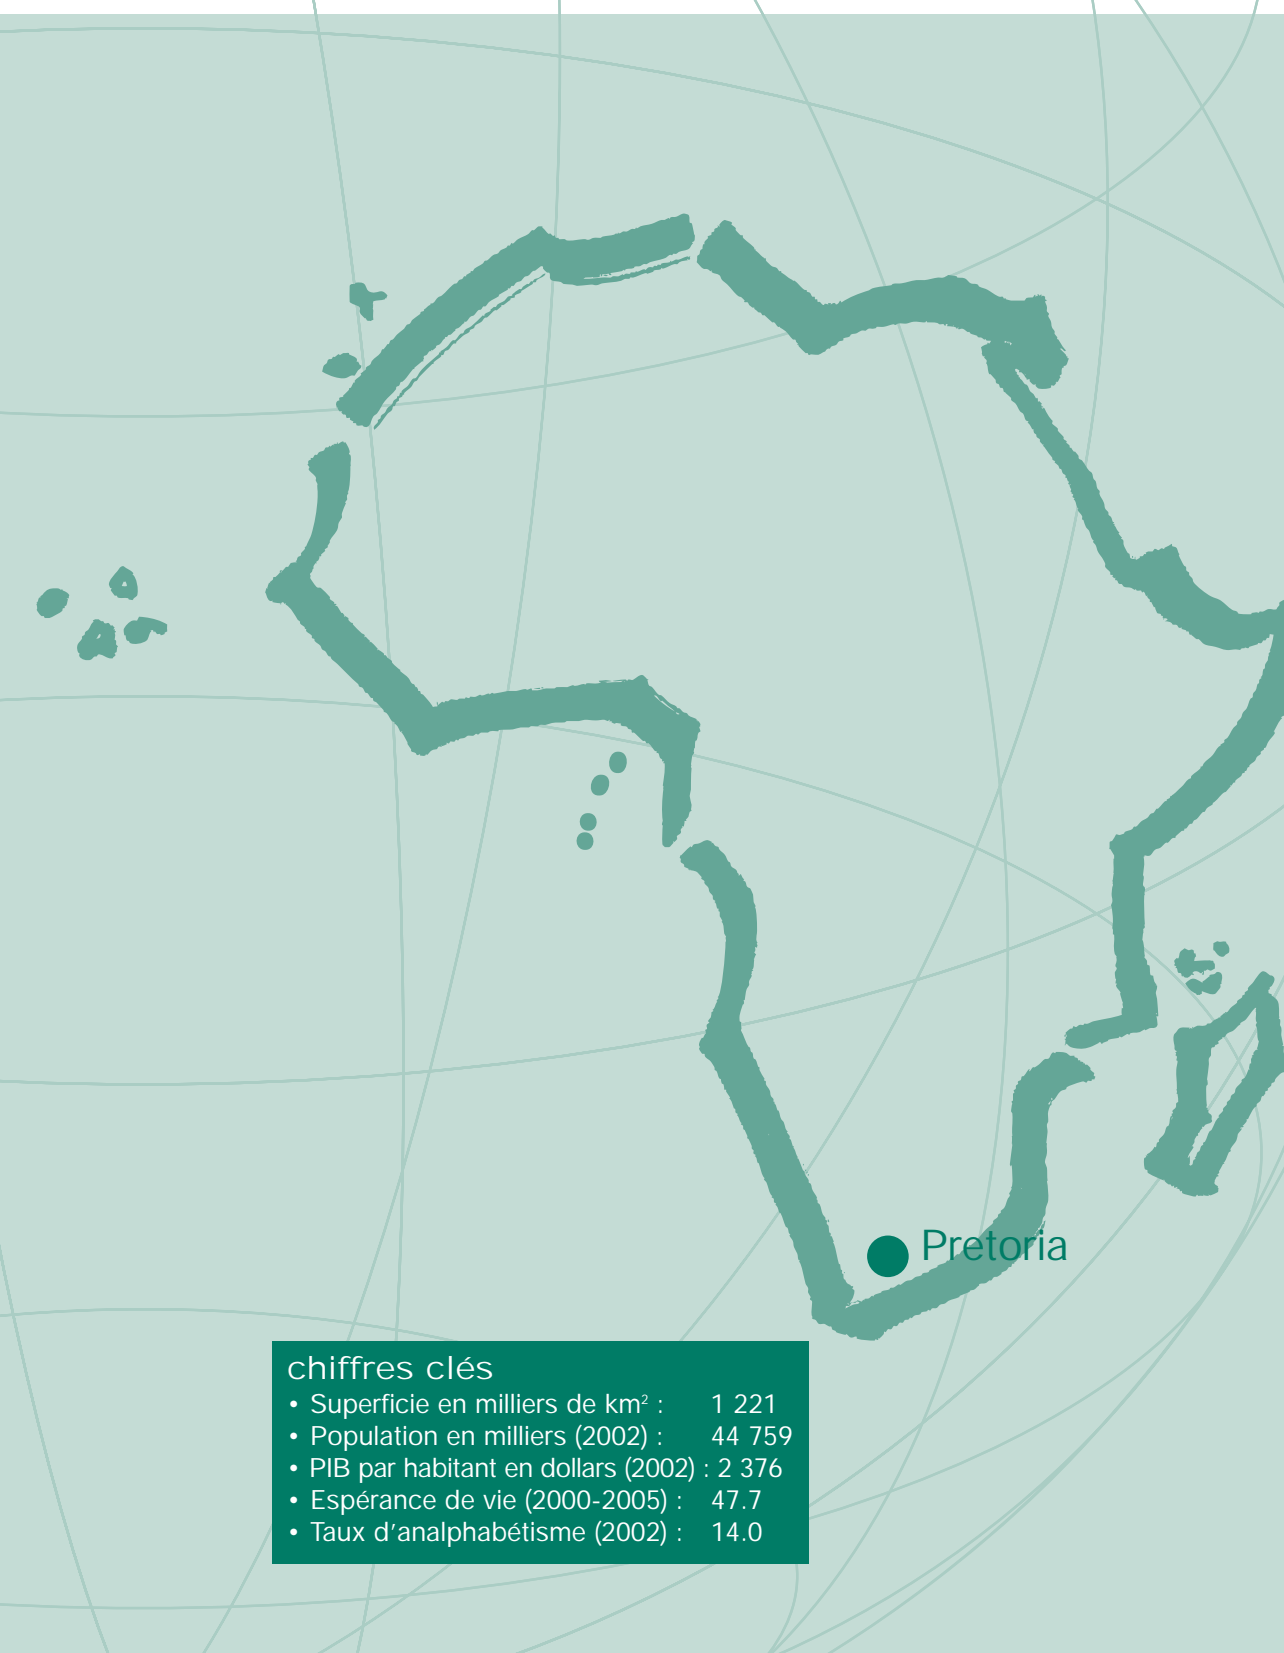 Pretoria
chiffres clés
• Superficie en milliers de km² : 1 221
• Population en milliers (2002) : 44 759
• PIB par habitant en dollars (2002) : 2 376
• Espérance de vie (2000-2005) : 47.7
• Taux d’analphabétisme (2002) : 14.0